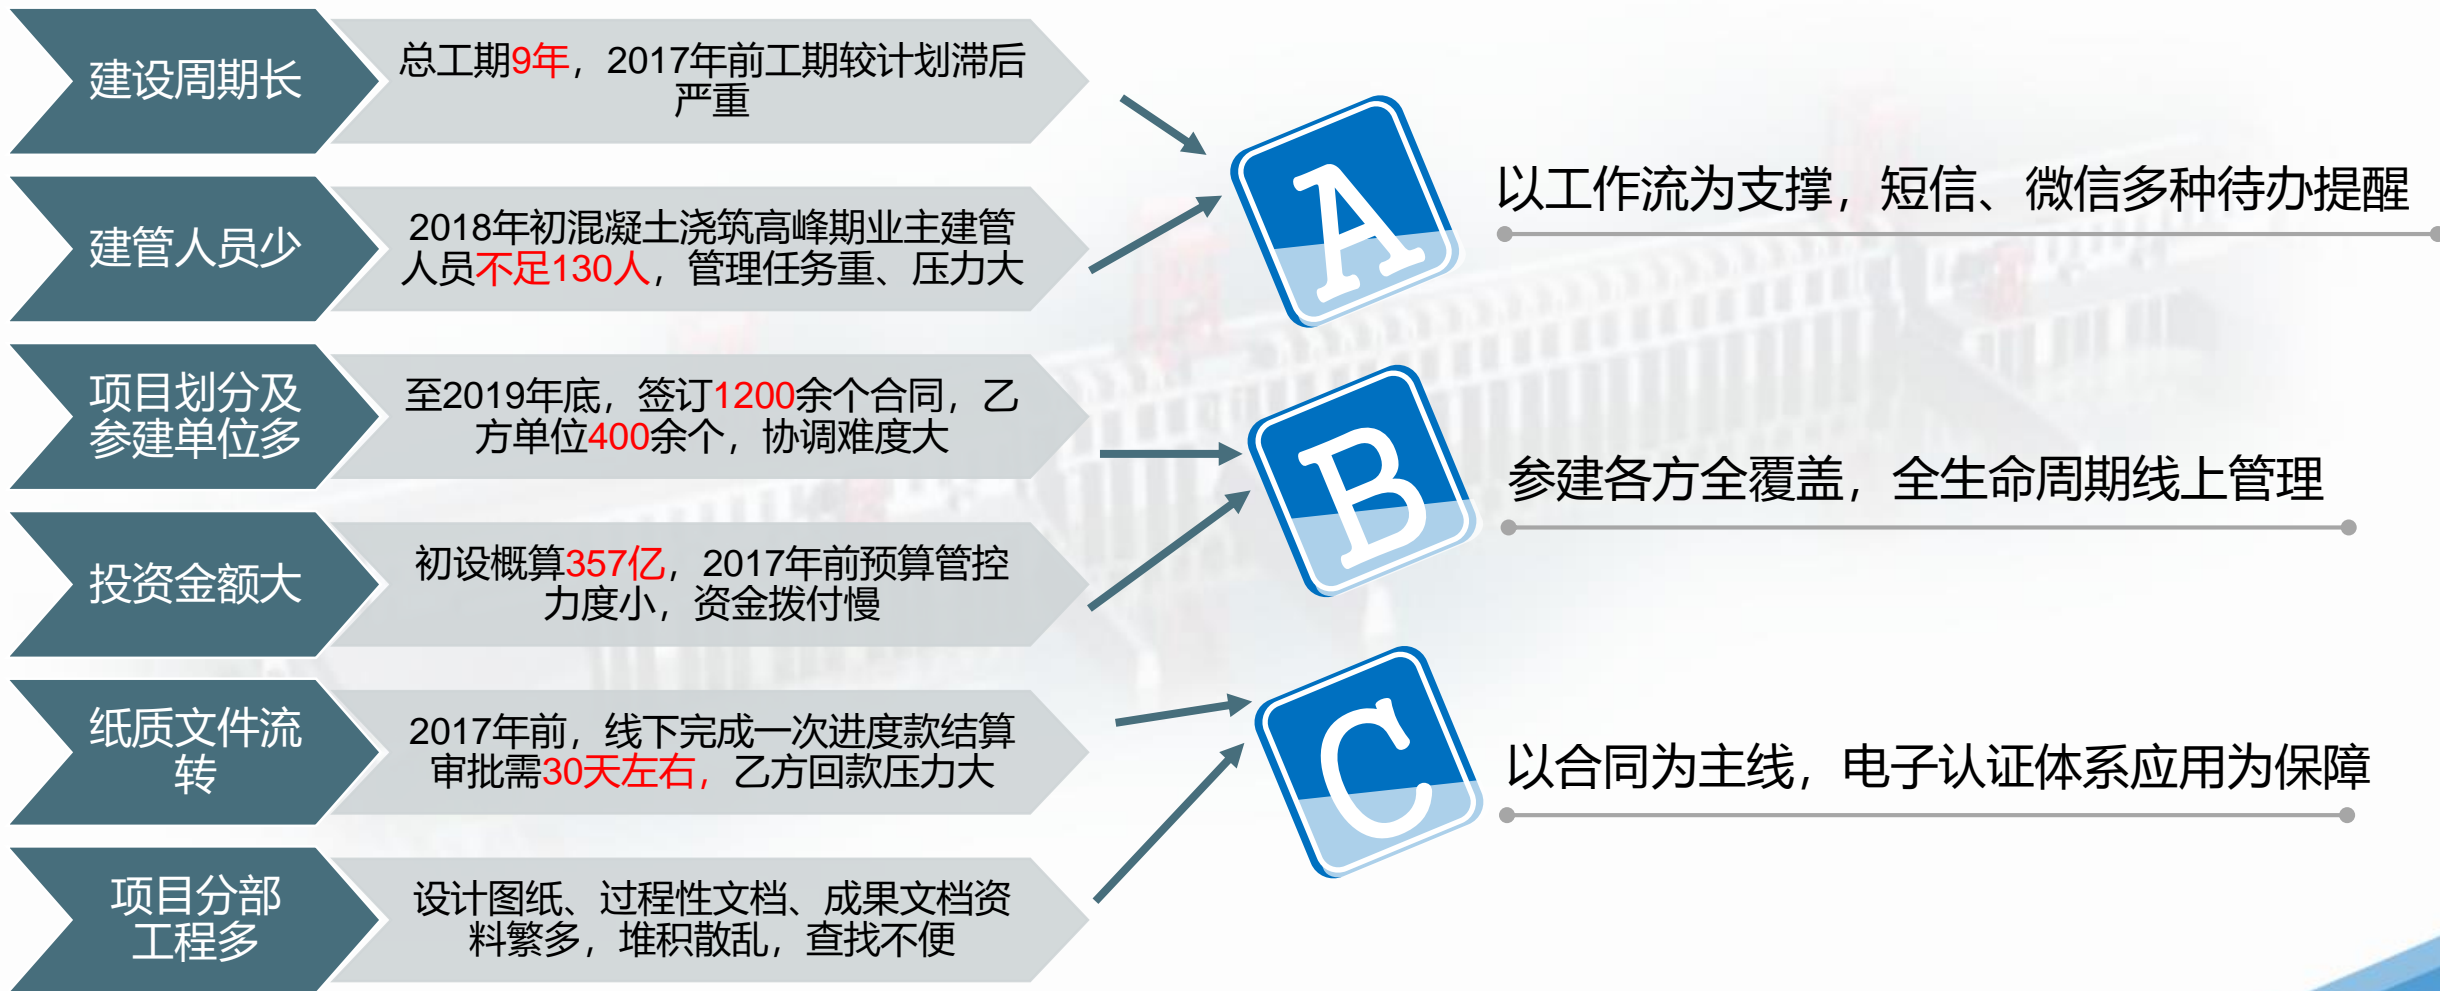 建设周期长
总工期9年，2017年前工期较计划滞后
严重
建管人员少
2018年初混凝土浇筑高峰期业主建管
人员不足130人，管理任务重、压力大
项目划分及
参建单位多
至2019年底，签订1200余个合同，乙
方单位400余个，协调难度大
投资金额大
初设概算357亿，2017年前预算管控
力度小，资金拨付慢
纸质文件流
转
2017年前，线下完成一次进度款结算
审批需30天左右，乙方回款压力大
项目分部
工程多
设计图纸、过程性文档、成果文档资
料繁多，堆积散乱，查找不便
A
以工作流为支撑，短信、微信多种待办提醒
B
参建各方全覆盖，全生命周期线上管理
C
以合同为主线，电子认证体系应用为保障